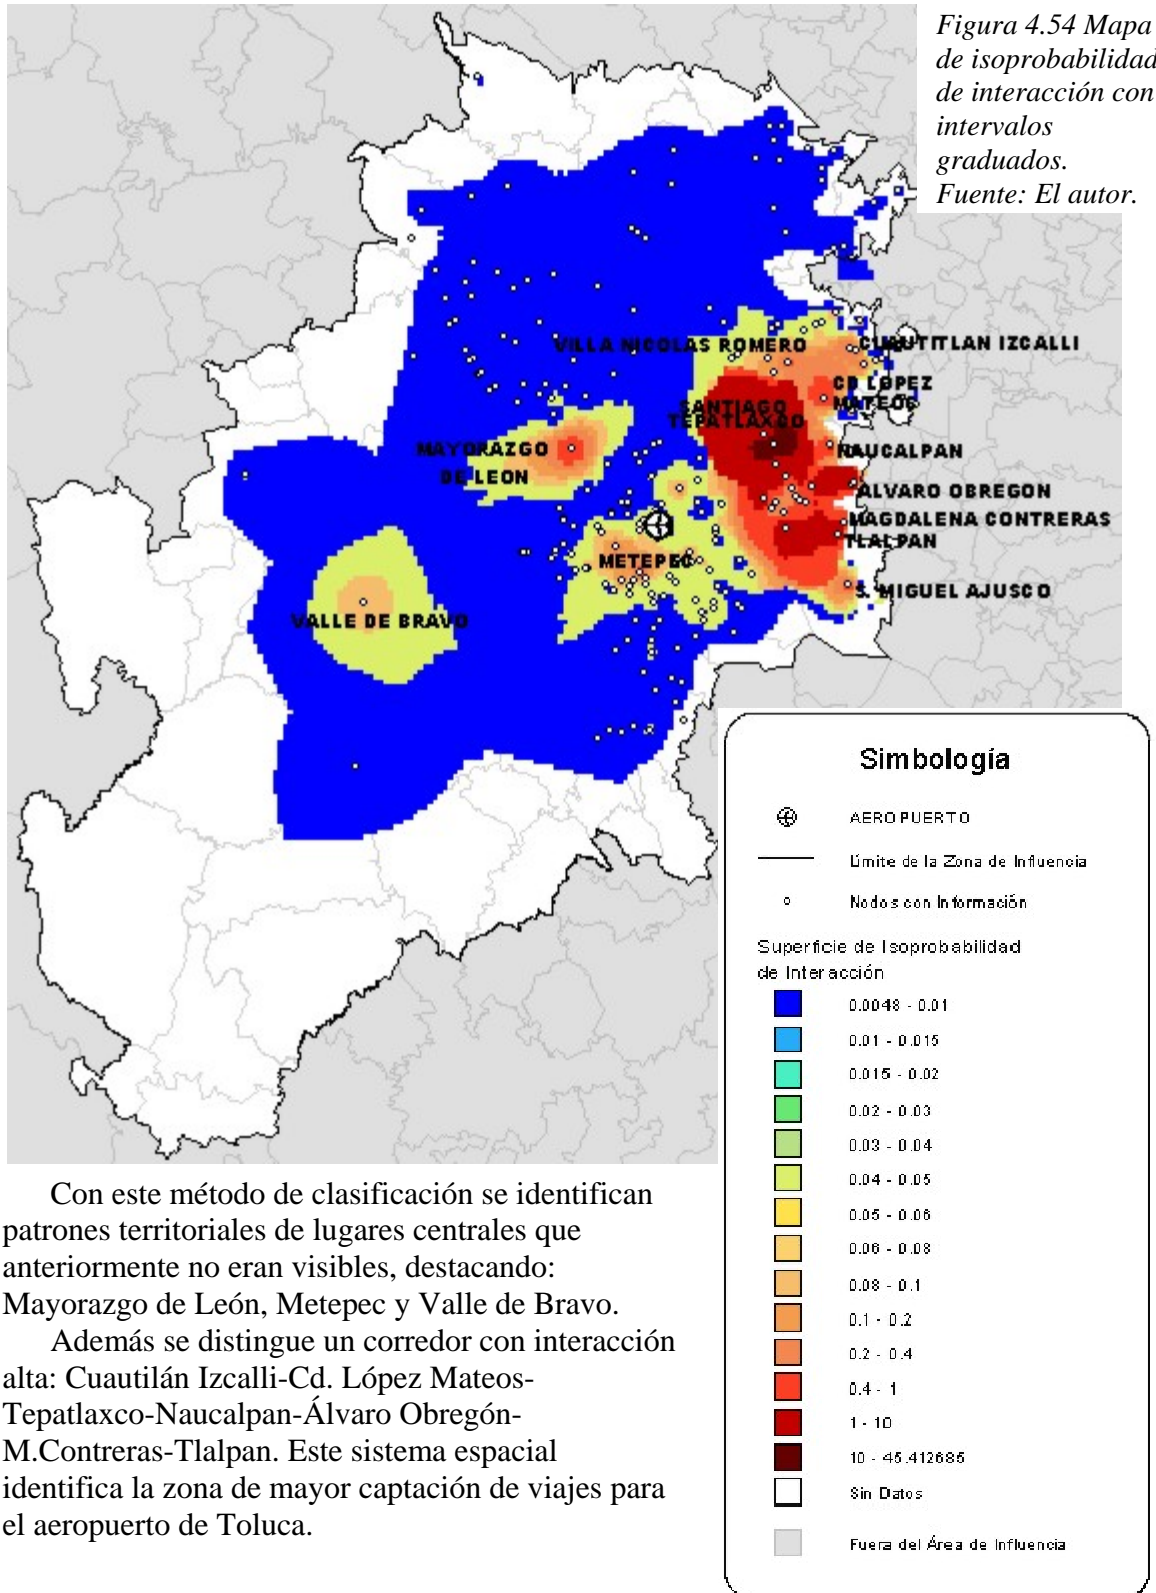 Figura 4.54 Mapa
de isoprobabilidad
de interacción con
intervalos
graduados.
Fuente: El autor.
VILLA NICOLAS ROMERO
CUAUTITLAN IZCALLI
CD LOPEZ
MATEOS
SANTIAGO
TEPATLAXCO
MAYORAZGO
DE LEON
NAUCALPAN
ALVARO OBREGON
MAGDALENA CONTRERAS
TLALPAN
METEPEC
S. MIGUEL AJUSCO
VALLE DE BRAVO
Simbología
AEROPUERTO
Límite de la Zona de Influencia
Nodos con Información
Superficie de Isoprobabilidad
de Interacción
0.0048 - 0.01
0.01 - 0.015
0.015 - 0.02
0.02 - 0.03
0.03 - 0.04
0.04 - 0.05
0.05 - 0.06
0.06 - 0.08
0.08 - 0.1
0.1 - 0.2
0.2 - 0.4
0.4 - 1
1 - 10
10 - 45.412685
Sin Datos
Fuera del Área de Influencia
Con este método de clasificación se identifican
patrones territoriales de lugares centrales que
anteriormente no eran visibles, destacando:
Mayorazgo de León, Metepec y Valle de Bravo.
Además se distingue un corredor con interacción
alta: Cuautilán Izcalli-Cd. López Mateos-
Tepatlaxco-Naucalpan-Álvaro Obregón-
M.Contreras-Tlalpan. Este sistema espacial
identifica la zona de mayor captación de viajes para
el aeropuerto de Toluca.